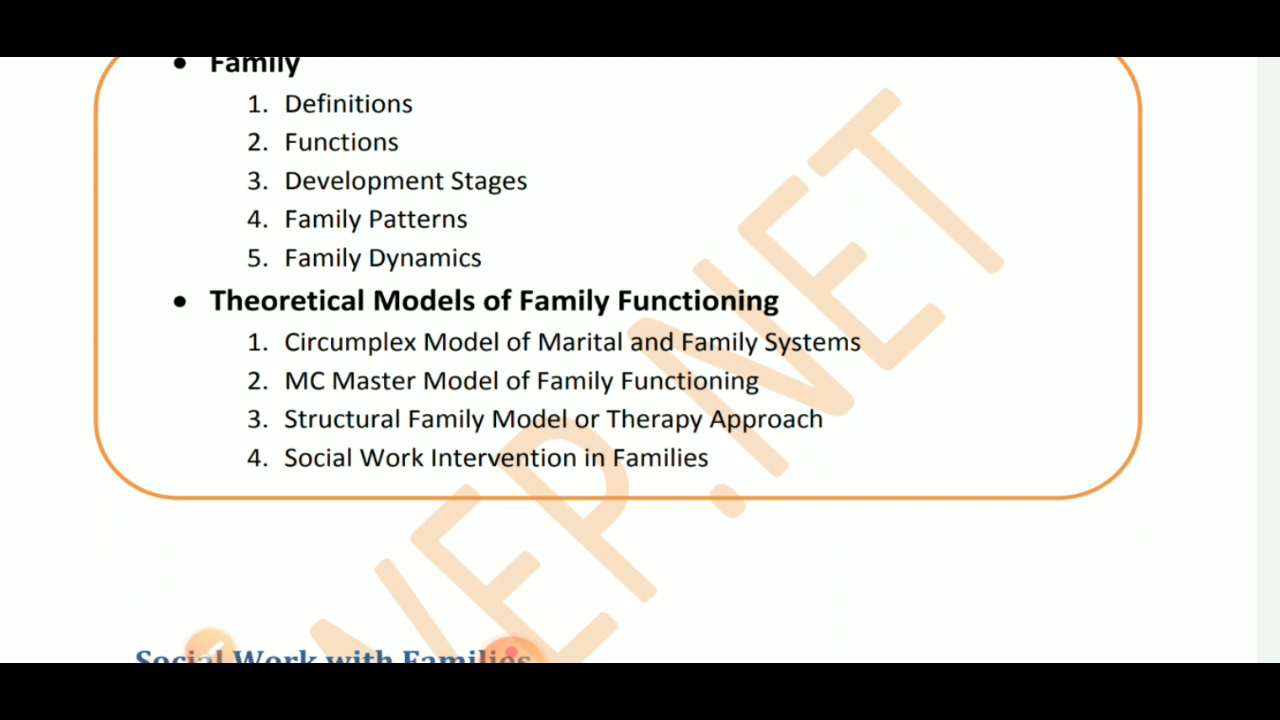 • Family
1. Definitions
2. Functions
3. Development Stages
4. Family Patterns
5. Family Dynamics
• Theoretical Models of Family Functioning
1. Circumplex Model of Marital and Family Systems
2. MC Master Model of Family Functioning
3. Structural Family Model or Therapy Approach
4. Social Work Intervention in Families
Social Work with Families